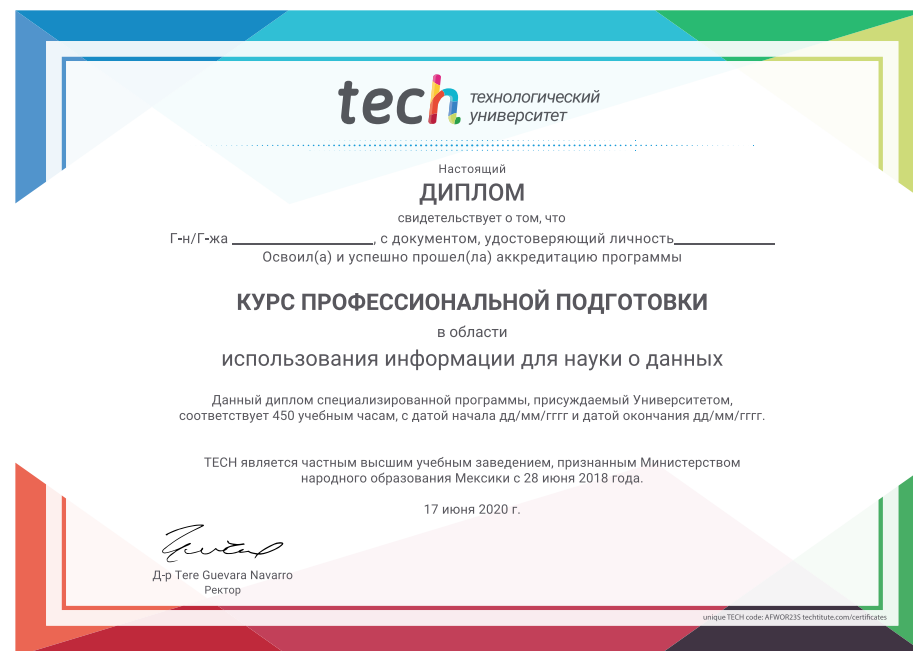 tech технологический
университет
Настоящий
ДИПЛОМ
свидетельствует о том, что
Г-н/Г-жа ______________, с документом, удостоверяющий личность__________
Освоил(а) и успешно прошел(ла) аккредитацию программы
КУРС ПРОФЕССИОНАЛЬНОЙ ПОДГОТОВКИ
в области
использования информации для науки о данных
Данный диплом специализированной программы, присуждаемый Университетом,
соответствует 450 учебным часам, с датой начала дд/мм/гггг и датой окончания дд/мм/гггг.
TECH является частным высшим учебным заведением, признанным Министерством
народного образования Мексики с 28 июня 2018 года.
17 июня 2020 г.
Д-р Tere Guevara Navarro
Ректор
unique TECH code: AFWOR23S techtitute.com/certificates